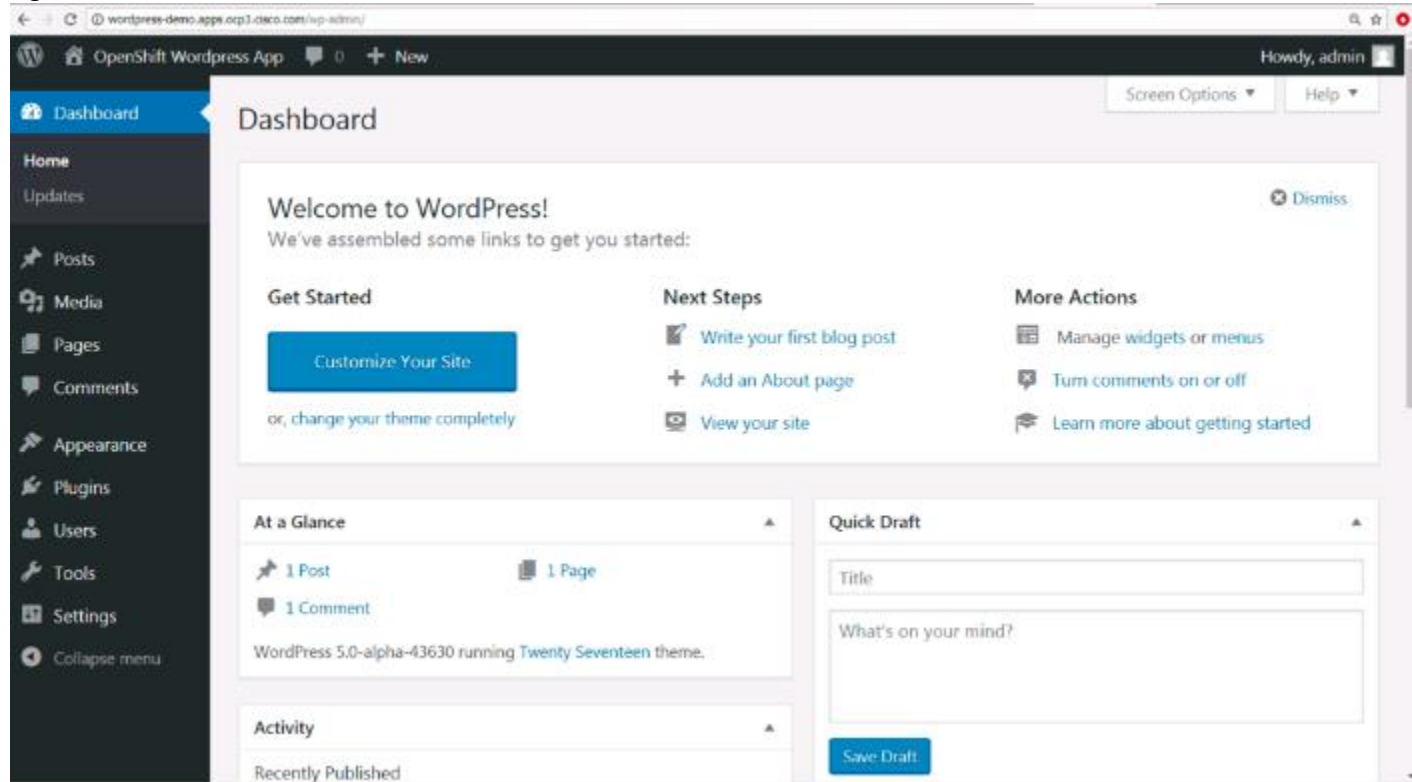 wordpress-demo.apps.ocp3.cisco.com/wp-admin/
OpenShift Wordpress App 0 New Howdy, admin
Screen Options Help
Dashboard
Home
Updates
Posts
Media
Pages
Comments
Appearance
Plugins
Users
Tools
Settings
Collapse menu
Dashboard
Welcome to WordPress!
Dismiss
We've assembled some links to get you started:
Get Started
Customize Your Site
or, change your theme completely
Next Steps
Write your first blog post
Add an About page
View your site
More Actions
Manage widgets or menus
Turn comments on or off
Learn more about getting started
At a Glance
1 Post 1 Page
1 Comment
WordPress 5.0-alpha-43630 running Twenty Seventeen theme.
Activity
Recently Published
Quick Draft
Title
What's on your mind?
Save Draft